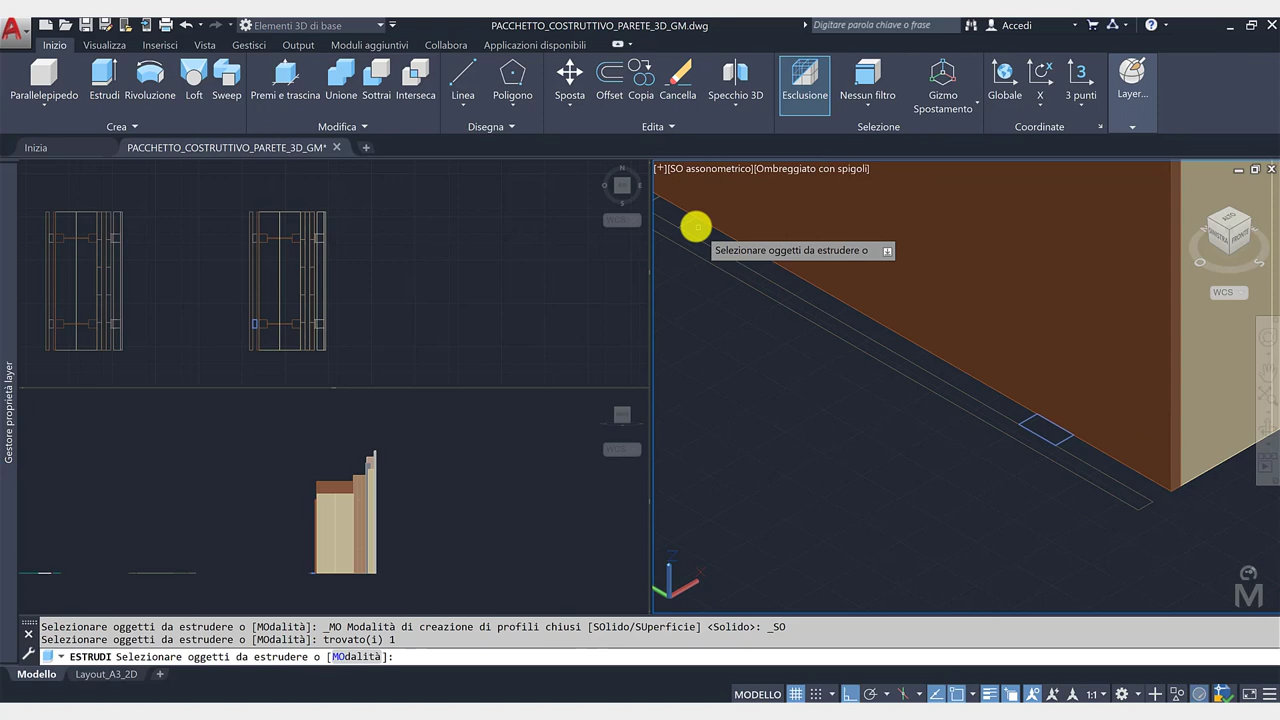 Elementi 3D di base
PACCHETTO_COSTRUTTIVO_PARETE_3D_GM.dwg
Digitare parola chiave o frase
Accedi
Inizio Visualizza Inserisci Vista Gestisci Output Moduli aggiuntivi Collabora Applicazioni disponibili
Parallelepipedo Estrudi Rivoluzione Loft Sweep Premi e trascina Unione Sottrai Interseca Linea Poligono Sposta Offset Copia Cancella Specchio 3D Esclusione Nessun filtro Gizmo Spostamento Globale X 3 punti Layer...
Crea Modifica Disegna Edita Selezione Coordinate
Inizia PACCHETTO_COSTRUTTIVO_PARETE_3D_GM*
[+][SO assonometrico][Ombreggiato con spigoli]
N
S
WCS
Selezionare oggetti da estrudere o
ALTO
SINISTRA FRONTE
O S
WCS
Gestore proprietà layer
WCS
Z
X
M
Selezionare oggetti da estrudere o [MOdalità]: _MO Modalità di creazione di profili chiusi [SOlido/SUperficie] <Solido>: _SO
Selezionare oggetti da estrudere o [MOdalità]: trovato(i) 1
ESTRUDI Selezionare oggetti da estrudere o [MOdalità]:
Modello Layout_A3_2D
MODELLO
1:1